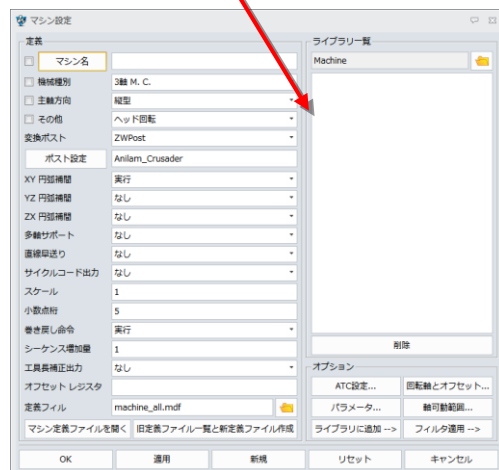 マシン設定
定義
マシン名
機械種別 3軸 M. C.
主軸方向 縦型
その他 ヘッド回転
変換ポスト ZWPost
ポスト設定 Anilam_Crusader
XY 円弧補間 実行
YZ 円弧補間 なし
ZX 円弧補間 なし
多軸サポート なし
直線早送り なし
サイクルコード出力 なし
スケール 1
小数点桁 5
巻き戻し命令 実行
シーケンス増加量 1
工具長補正出力 なし
オフセット レジスタ
定義フィル machine_all.mdf
マシン定義ファイルを開く 旧定義ファイル一覧と新定義ファイル作成
ライブラリ一覧
Machine
削除
オプション
ATC設定... 回転軸とオフセット...
パラメータ... 軸可動範囲...
ライブラリに追加 --> フィルタ適用 -->
OK 適用 新規 リセット キャンセル